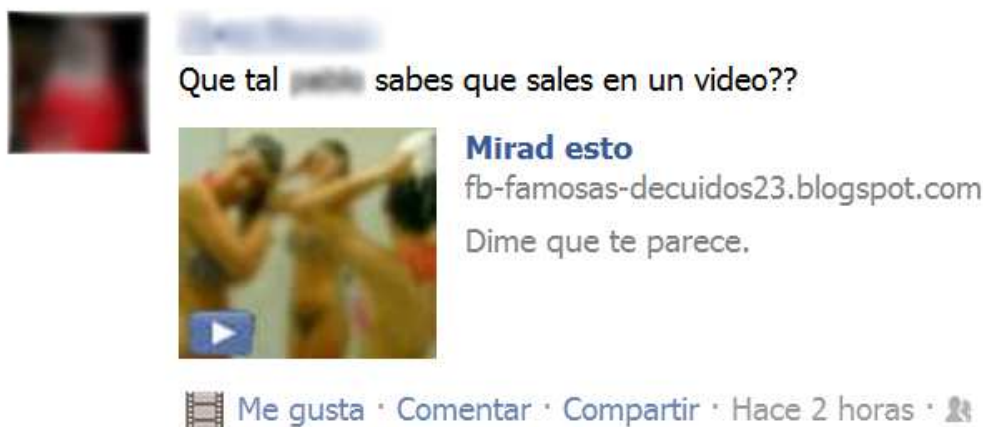 Que tal sabes que sales en un video??
Mirad esto
fb-famosas-decuidos23.blogspot.com
Dime que te parece.
Me gusta · Comentar · Compartir · Hace 2 horas ·